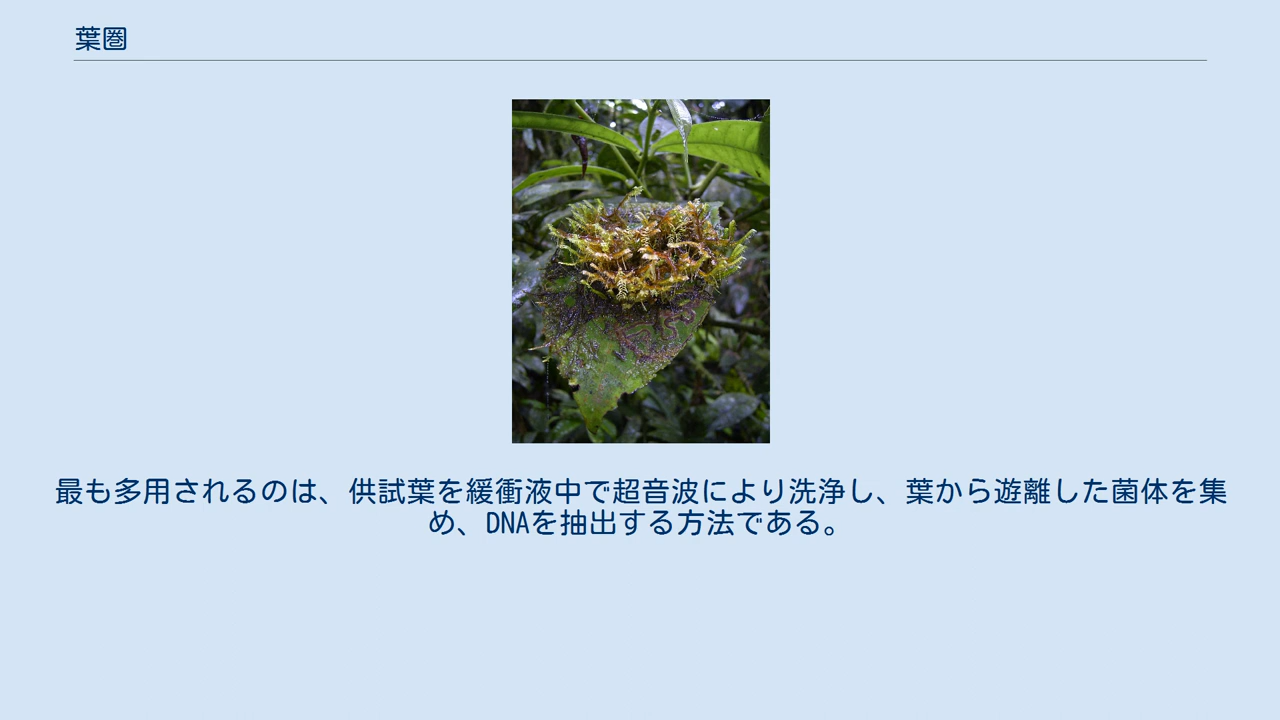 葉圏
最も多用されるのは、供試葉を緩衝液中で超音波により洗浄し、葉から遊離した菌体を集
め、DNAを抽出する方法である。